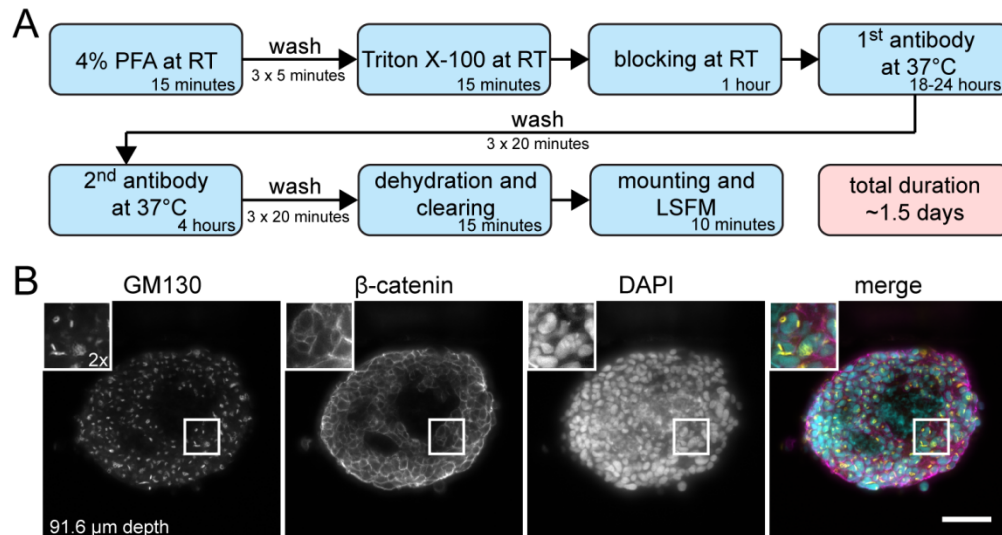 A
4% PFA at RT
15 minutes
wash
3 x 5 minutes
Triton X-100 at RT
15 minutes
blocking at RT
1 hour
1st antibody
at 37°C
18-24 hours
wash
3 x 20 minutes
2nd antibody
at 37°C
4 hours
wash
3 x 20 minutes
dehydration and
clearing
15 minutes
mounting and
LSFM
10 minutes
total duration
~1.5 days
B
GM130
β-catenin
DAPI
merge
2x
91.6 µm depth